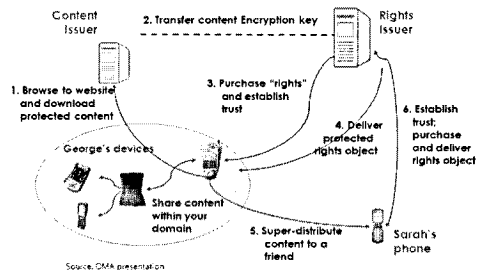 Content
Issuer
2. Transfer content Encryption key
Rights
Issuer
1. Browse to website
and download
protected content
3. Purchase "rights"
and establish
trust
4. Deliver
protected
rights object
6. Establish
trust;
purchase
and deliver
rights object
George's devices
Share content
within your
domain
5. Super-distribute
content to a
friend
Sarah's
phone
Source: OMA presentation